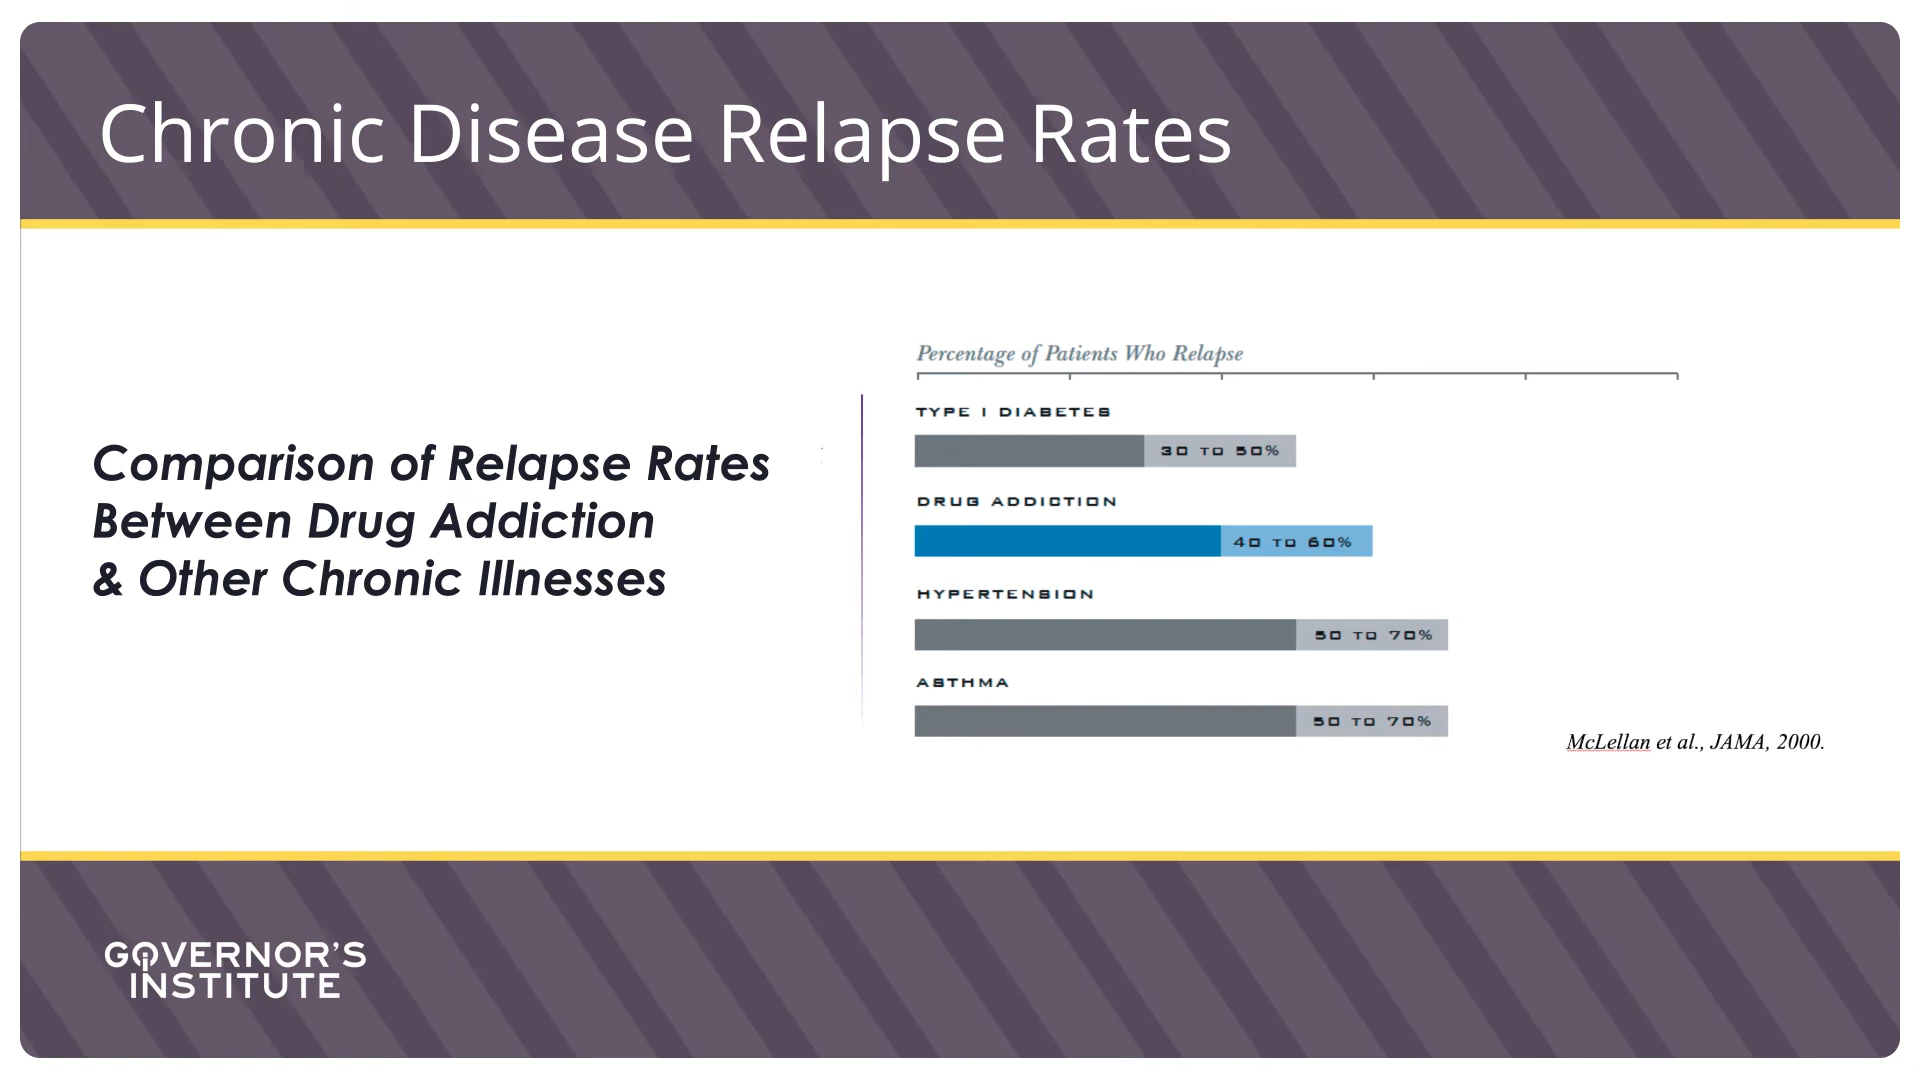 Chronic Disease Relapse Rates
Comparison of Relapse Rates
Between Drug Addiction
& Other Chronic Illnesses
Percentage of Patients Who Relapse
TYPE I DIABETES
30 TO 50%
DRUG ADDICTION
40 TO 60%
HYPERTENSION
50 TO 70%
ASTHMA
50 TO 70%
McLellan et al., JAMA, 2000.
GOVERNOR'S
INSTITUTE